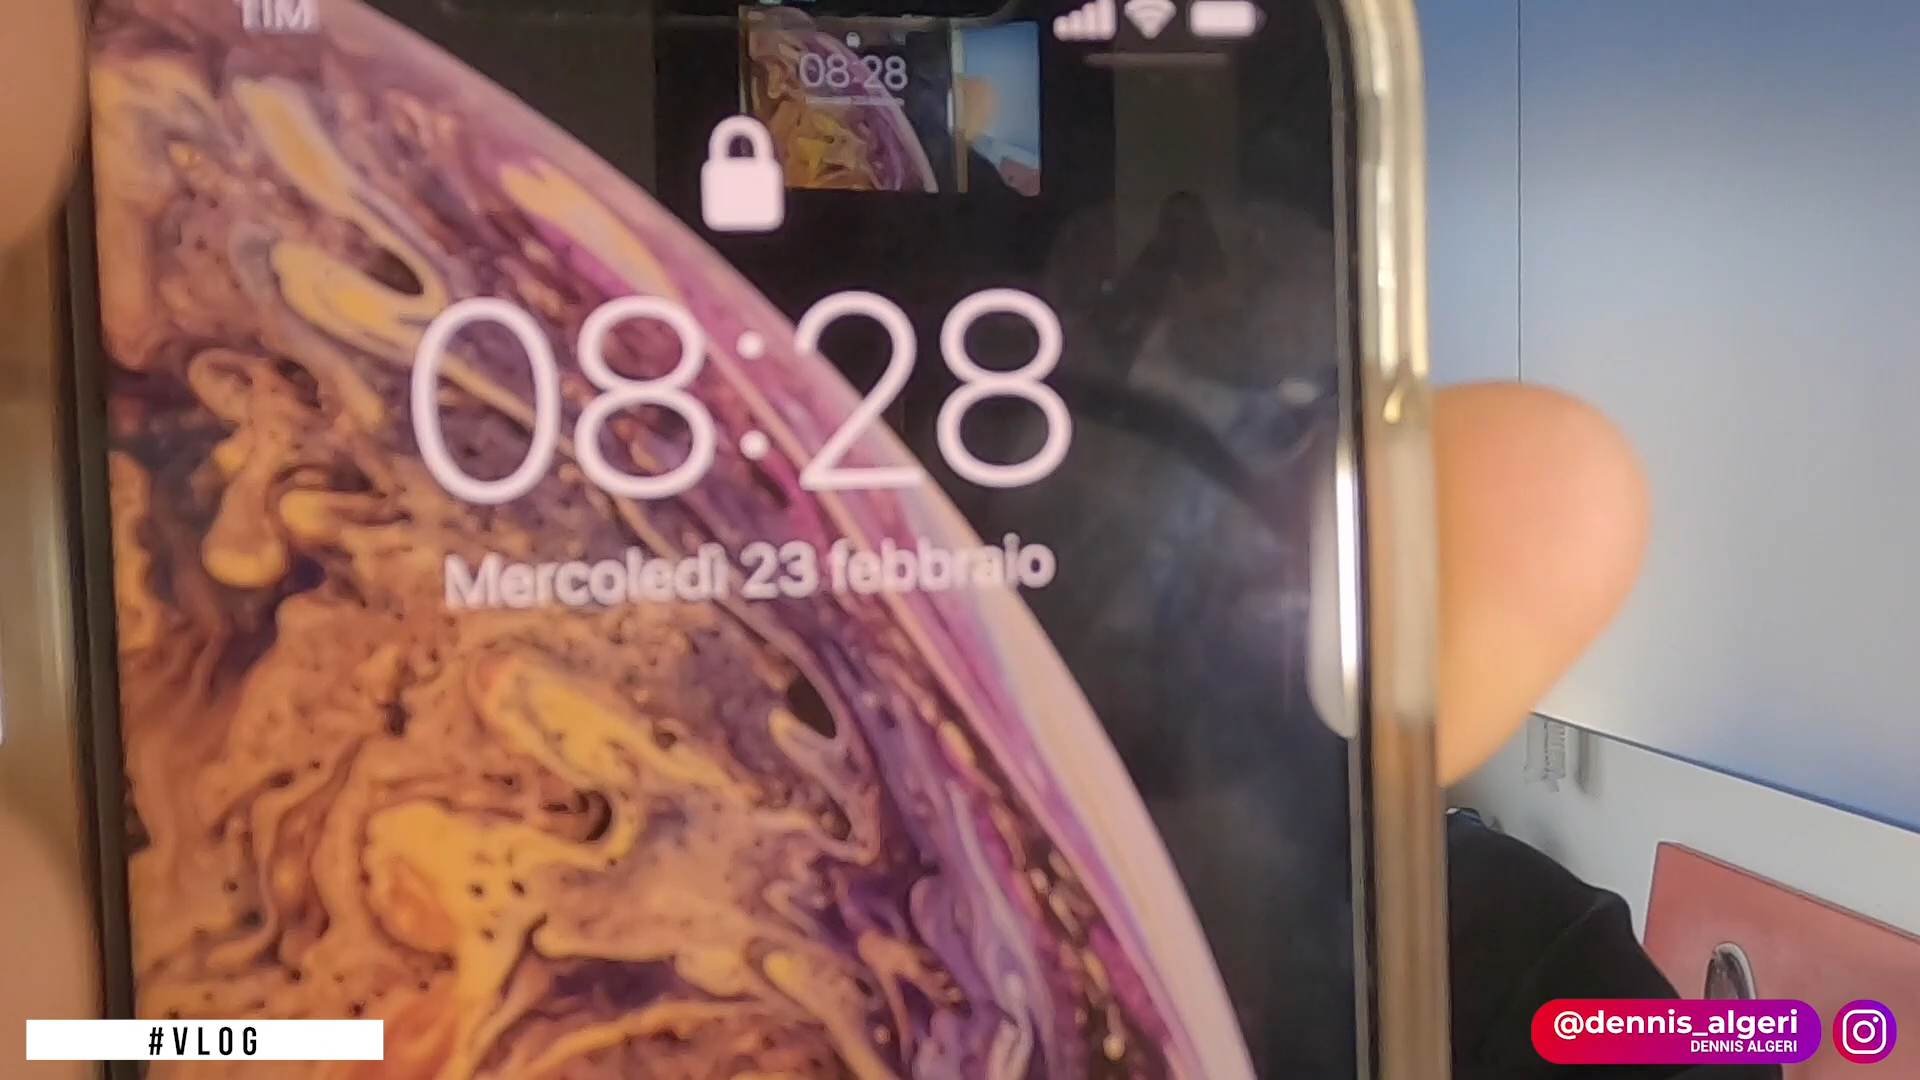 TIM
08:28
08:28
Mercoledì 23 febbraio
#VLOG
@dennis_algeri
DENNIS ALGERI